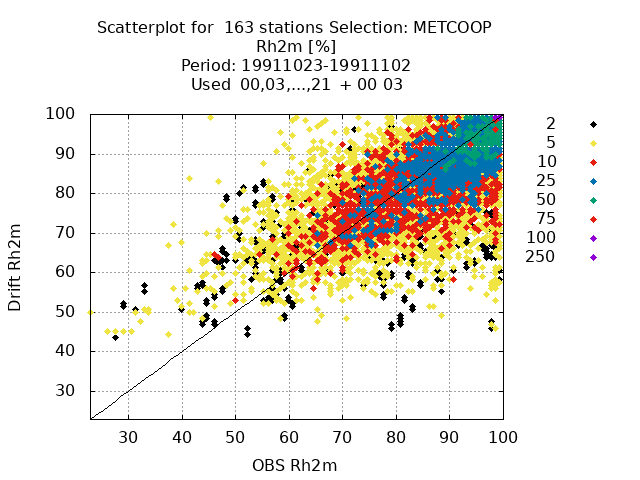 Scatterplot for  163 stations Selection: METCOOP
Rh2m [%]
Period: 19911023-19911102
Used  00,03,...,21  + 00 03
100
90
80
70
60
50
40
30
Drift Rh2m
30 40 50 60 70 80 90 100
OBS Rh2m
2
5
10
25
50
75
100
250